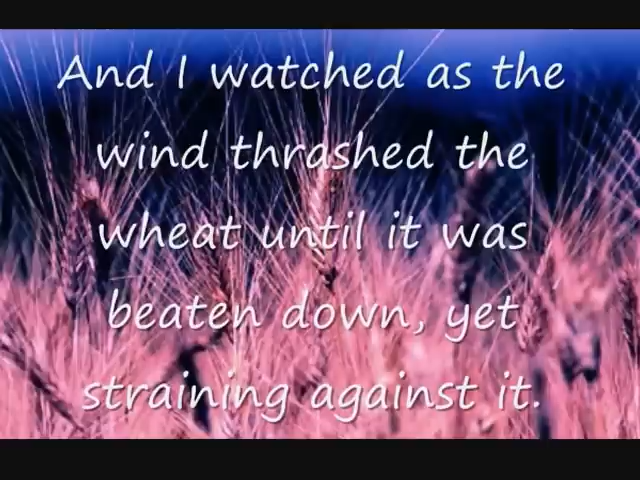 And I watched as the
wind thrashed the
wheat until it was
beaten down, yet
straining against it.